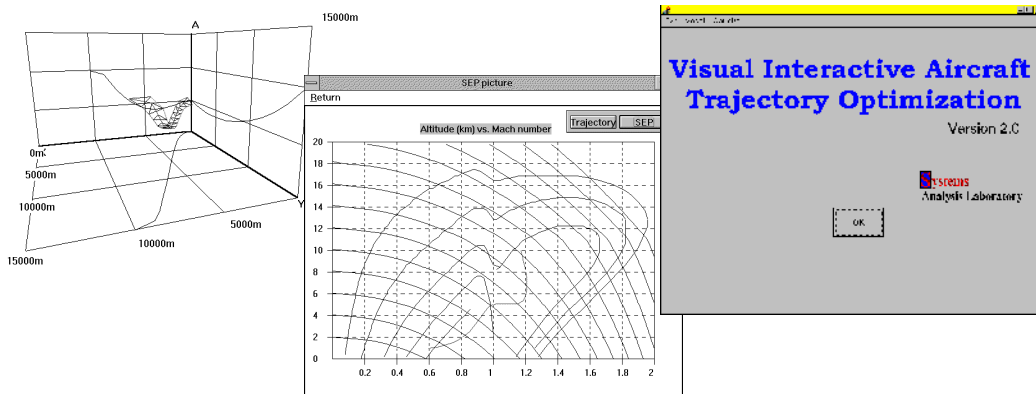 A
15000m
0m
5000m
10000m
15000m
10000m
5000m
Y
SEP picture
Return
Trajectory
SEP
Altitude (km) vs. Mach number
20
18
16
14
12
10
8
6
4
2
0
0.2 0.4 0.6 0.8 1 1.2 1.4 1.6 1.8 2
Visual Interactive Aircraft
Trajectory Optimization
Version 2.0
Systems
Analysis Laboratory
OK